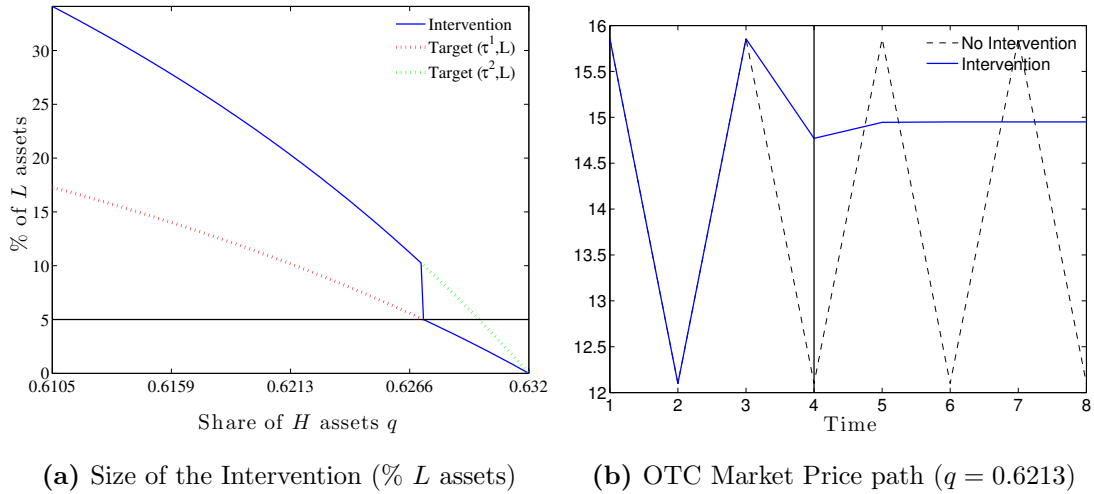 Intervention
Target (τ¹,L)
Target (τ²,L)
% of L assets
30
25
20
15
10
5
0
0.6105 0.6159 0.6213 0.6266 0.632
Share of H assets q
(a) Size of the Intervention (% L assets)
No Intervention
Intervention
16
15.5
15
14.5
14
13.5
13
12.5
12
1 2 3 4 5 6 7 8
Time
(b) OTC Market Price path (q = 0.6213)